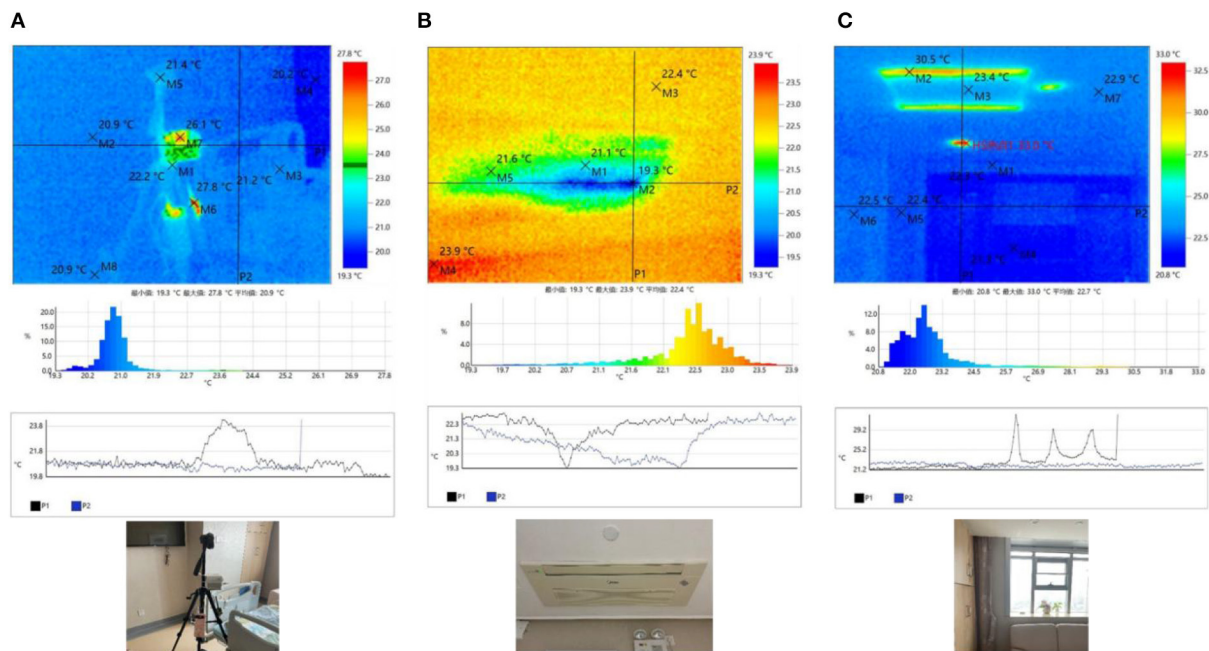 A
27.8 °C
21.4 °C
M5
20.2 °C
M4
27.0
20.9 °C
M2
26.1 °C
M7
26.0
25.0
22.2 °C
M1
21.2 °C
M3
24.0
23.0
27.8 °C
M6
22.0
21.0
20.9 °C
M8
P2
20.0
19.3 °C
最小值: 19.3 °C 最大值: 27.8 °C 平均值: 20.9 °C
20.0
15.0
10.0
5.0
0.0
%
19.3 20.2 21.0 21.9 22.7 23.6 24.4 25.2 26.1 26.9 27.8
°C
23.8
21.8
19.8
°C
P1 P2
B
23.9 °C
22.4 °C
M3
23.5
23.0
22.5
21.6 °C
M5
21.1 °C
M1
22.0
19.3 °C
M2
P2
21.5
21.0
20.5
23.9 °C
M4
20.0
P1
19.5
19.3 °C
最小值: 19.3 °C 最大值: 23.9 °C 平均值: 22.4 °C
8.0
4.0
0.0
%
19.3 19.7 20.2 20.7 21.1 21.6 22.0 22.5 23.0 23.4 23.9
°C
22.3
21.3
20.3
19.3
°C
P1 P2
C
33.0 °C
30.5 °C
M2
23.4 °C
M3
22.9 °C
M7
32.5
30.0
M1
27.5
22.5 °C
M6
22.4 °C
M5
P2
25.0
M4
22.5
P1
20.8 °C
最小值: 20.8 °C 最大值: 33.0 °C 平均值: 22.7 °C
12.0
8.0
4.0
0.0
%
20.8 22.0 23.2 24.5 25.7 26.9 28.1 29.3 30.5 31.8 33.0
°C
29.2
25.2
21.2
°C
P1 P2